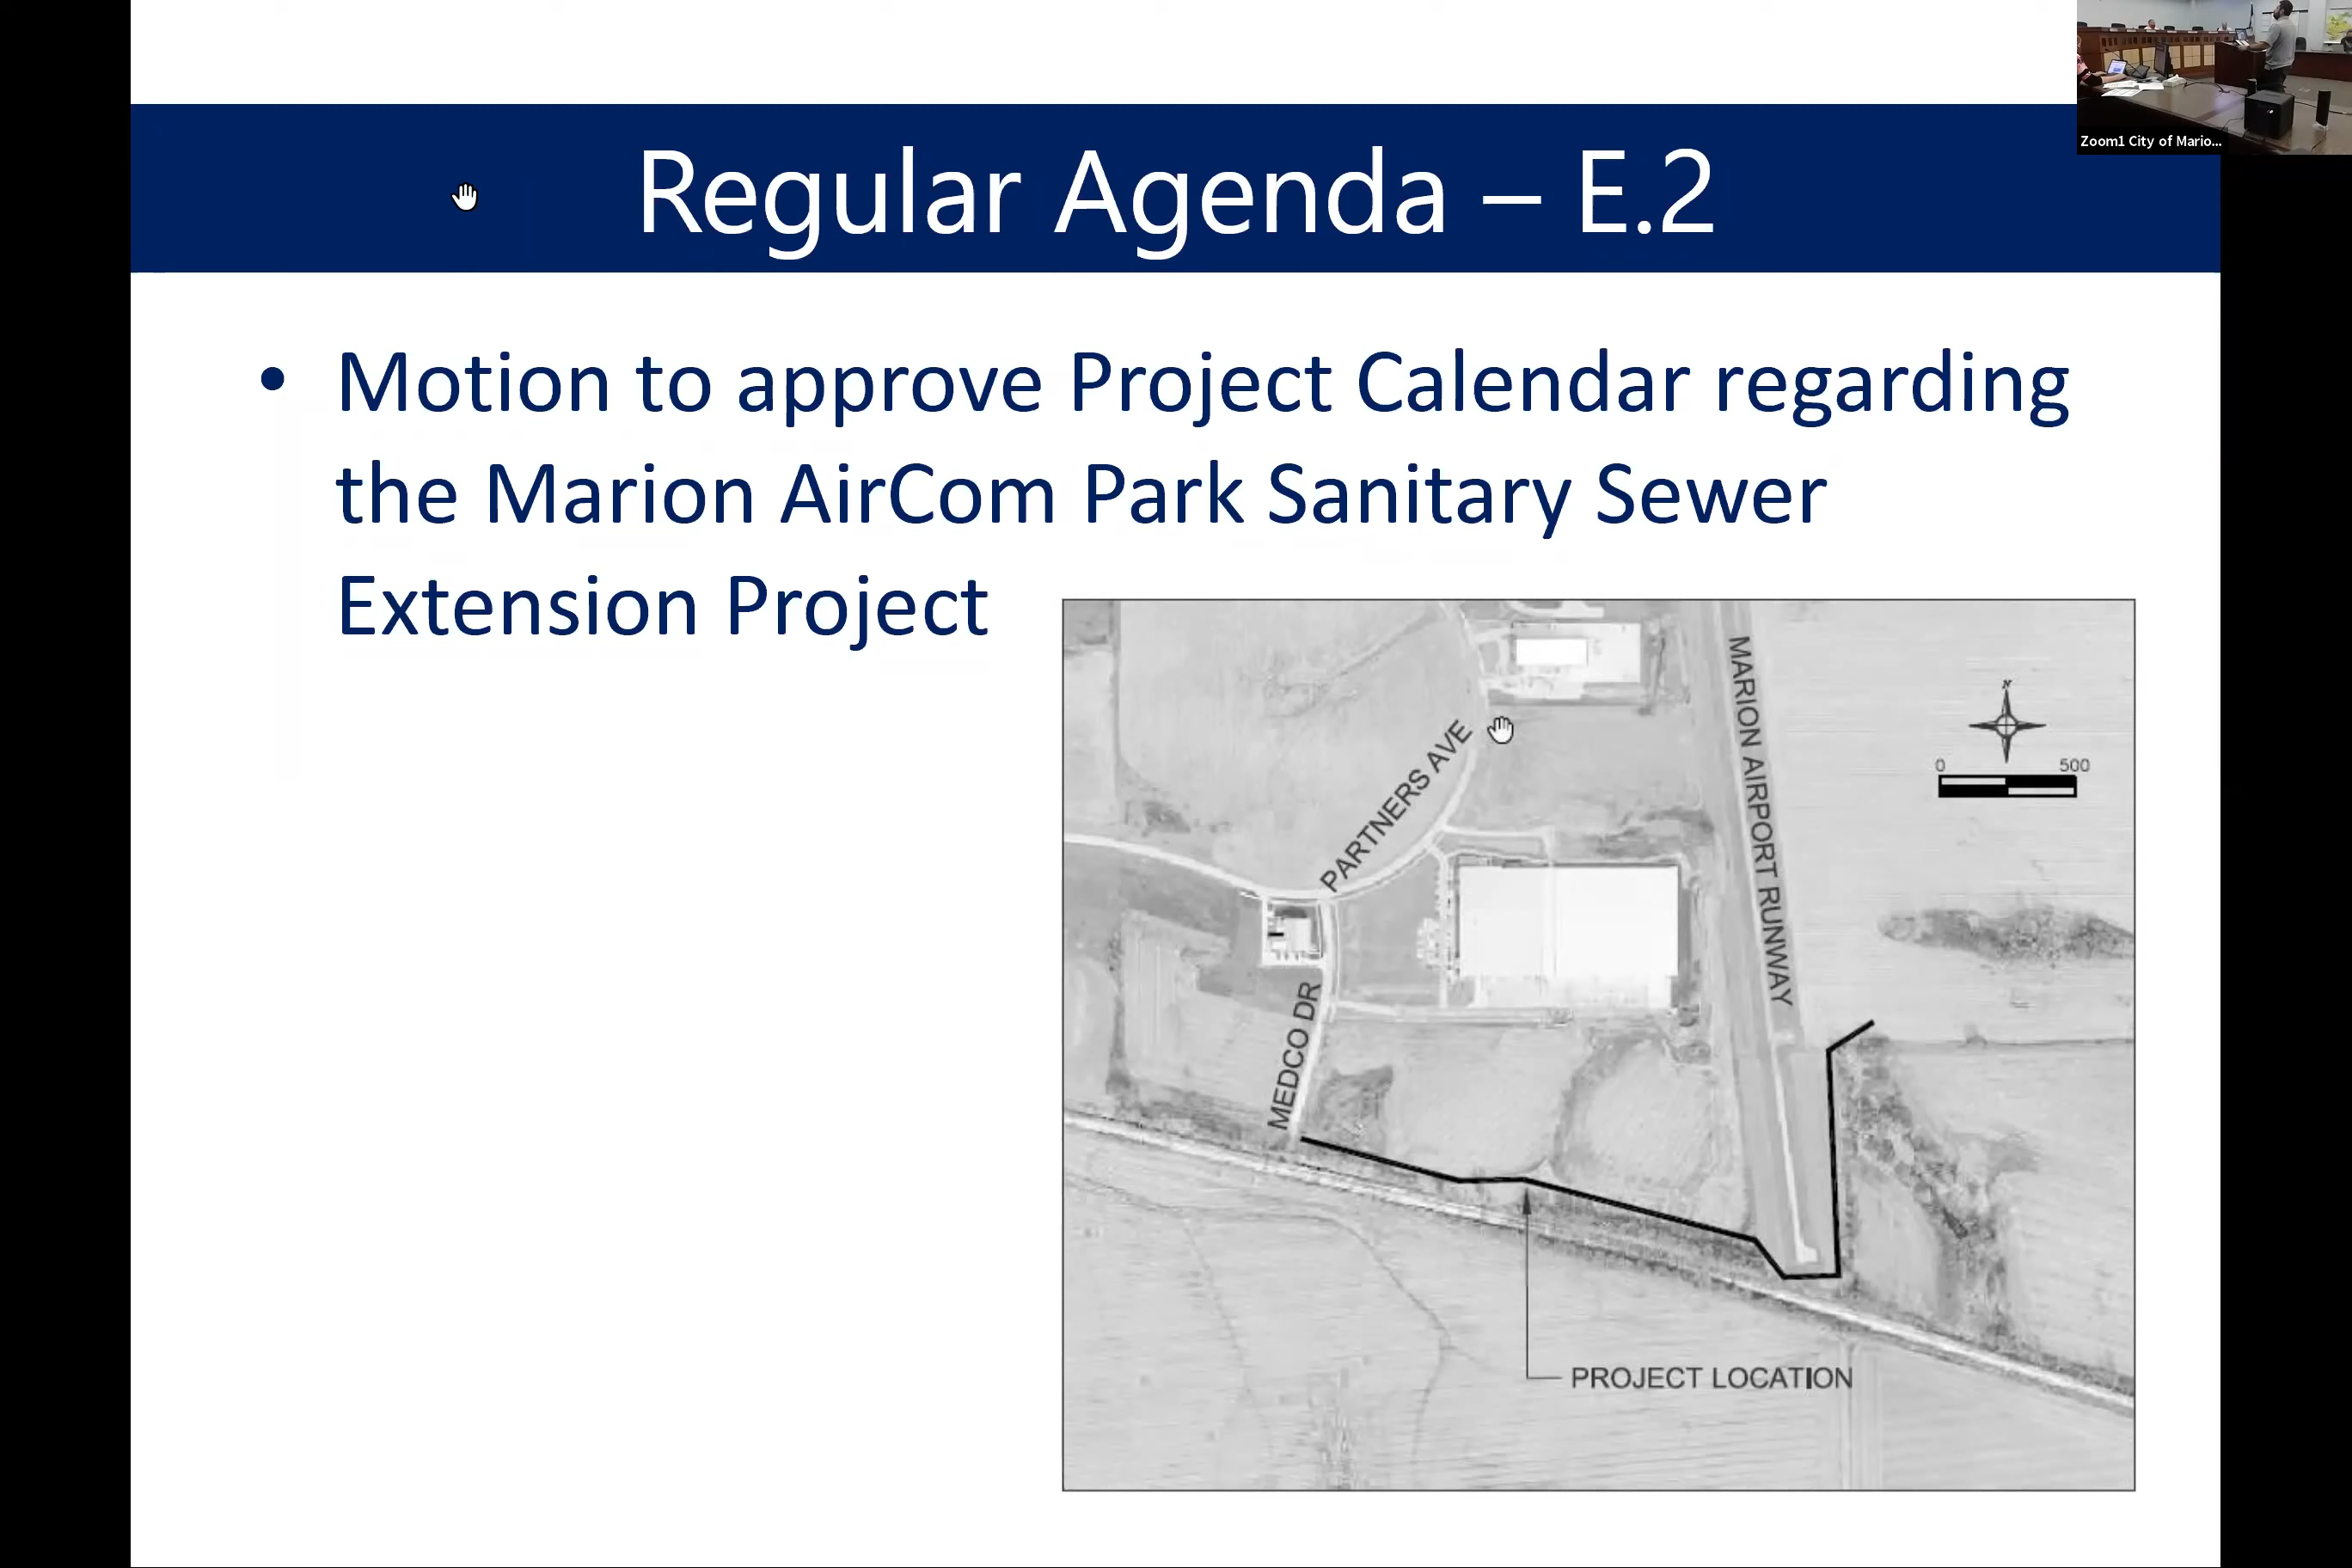 Zoom1 City of Mario...
Regular Agenda – E.2
• Motion to approve Project Calendar regarding
the Marion AirCom Park Sanitary Sewer
Extension Project
MARION AIRPORT RUNWAY
N
0 500
PARTNERS AVE
MEDCO DR
PROJECT LOCATION